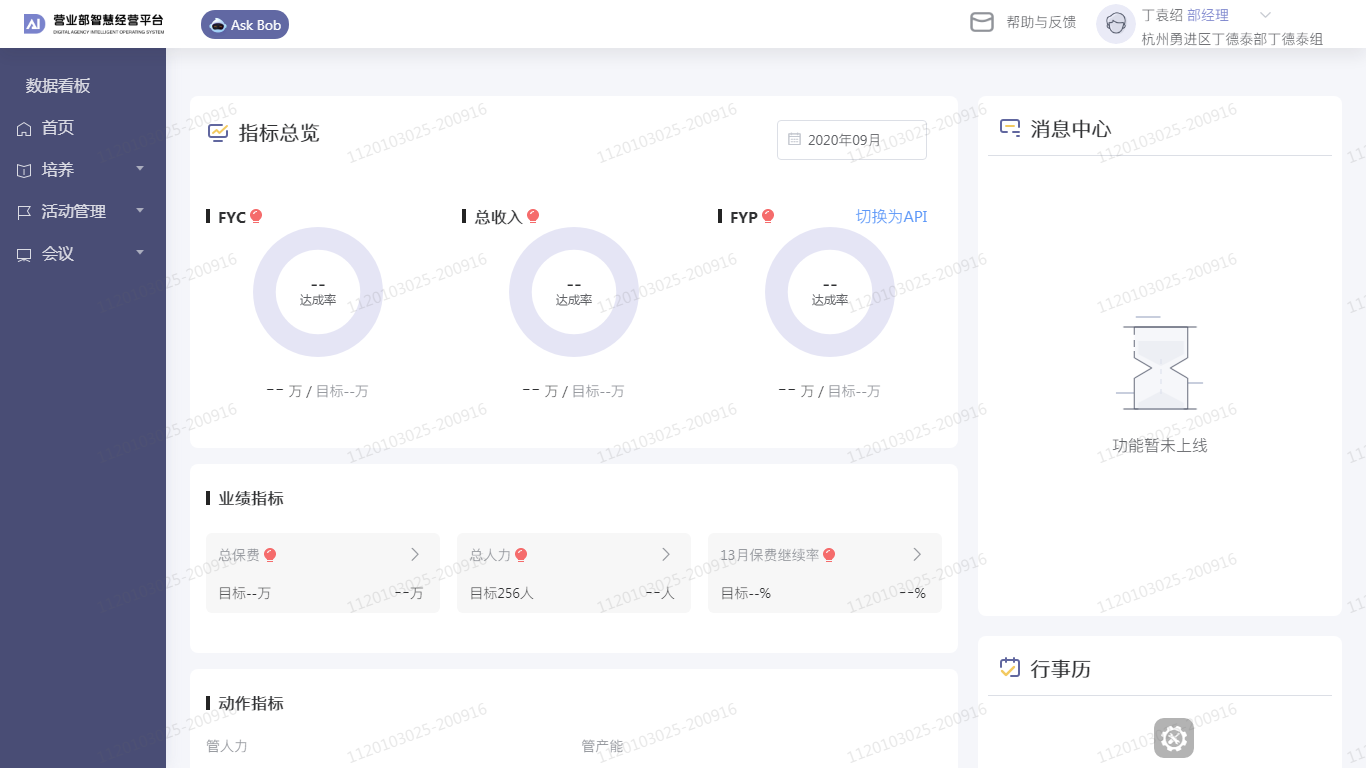 AD 营业部智慧经营平台
DIGITAL AGENCY INTELLIGENT OPERATING SYSTEM
Ask Bob
帮助与反馈
丁袁绍 部经理
杭州勇进区丁德泰部丁德泰组
数据看板
首页
培养
活动管理
会议
指标总览
2020年09月
FYC
总收入
FYP
切换为API
--
达成率
--
达成率
--
达成率
-- 万 / 目标--万
-- 万 / 目标--万
-- 万 / 目标--万
业绩指标
总保费
目标--万
--万
总人力
目标256人
--人
13月保费继续率
目标--%
--%
动作指标
管人力
管产能
消息中心
功能暂未上线
行事历
1120103025-200916